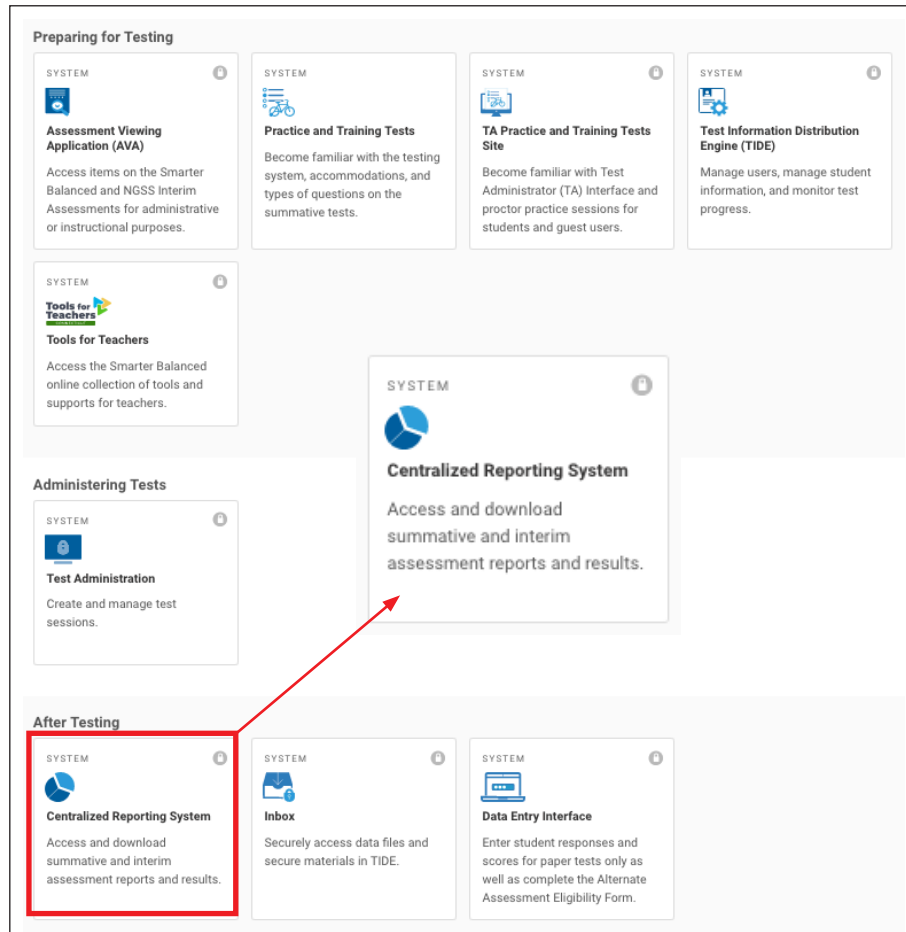 Preparing for Testing
SYSTEM
Assessment Viewing
Application (AVA)
Access items on the Smarter
Balanced and NGSS Interim
Assessments for administrative
or instructional purposes.
SYSTEM
Practice and Training Tests
Become familiar with the testing
system, accommodations, and
types of questions on the
summative tests.
SYSTEM
TA Practice and Training Tests
Site
Become familiar with Test
Administrator (TA) Interface and
proctor practice sessions for
students and guest users.
SYSTEM
Test Information Distribution
Engine (TIDE)
Manage users, manage student
information, and monitor test
progress.
SYSTEM
Tools for
Teachers
Tools for Teachers
Access the Smarter Balanced
online collection of tools and
supports for teachers.
SYSTEM
Centralized Reporting System
Access and download
summative and interim
assessment reports and results.
Administering Tests
SYSTEM
Test Administration
Create and manage test
sessions.
After Testing
SYSTEM
Centralized Reporting System
Access and download
summative and interim
assessment reports and results.
SYSTEM
Inbox
Securely access data files and
secure materials in TIDE.
SYSTEM
Data Entry Interface
Enter student responses and
scores for paper tests only as
well as complete the Alternate
Assessment Eligibility Form.